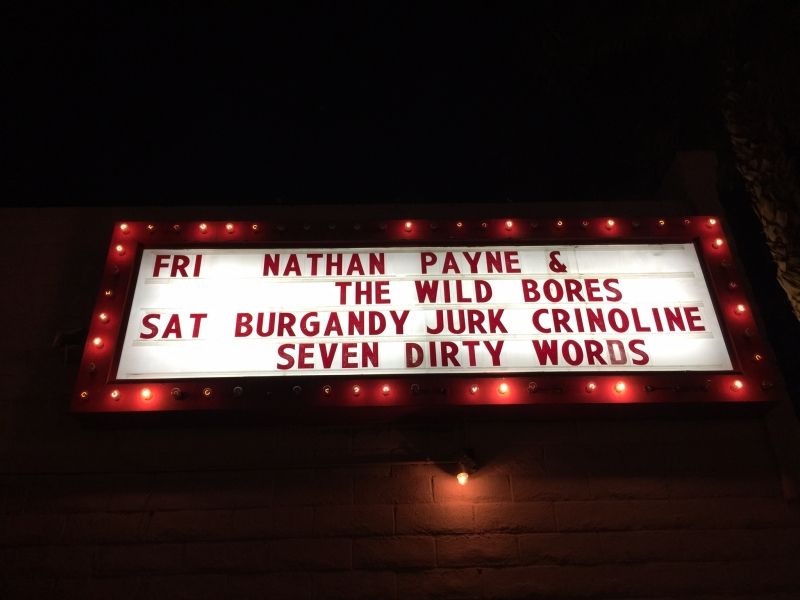 FRI NATHAN PAYNE &
THE WILD BORES
SAT BURGANDY JURK CRINOLINE
SEVEN DIRTY WORDS